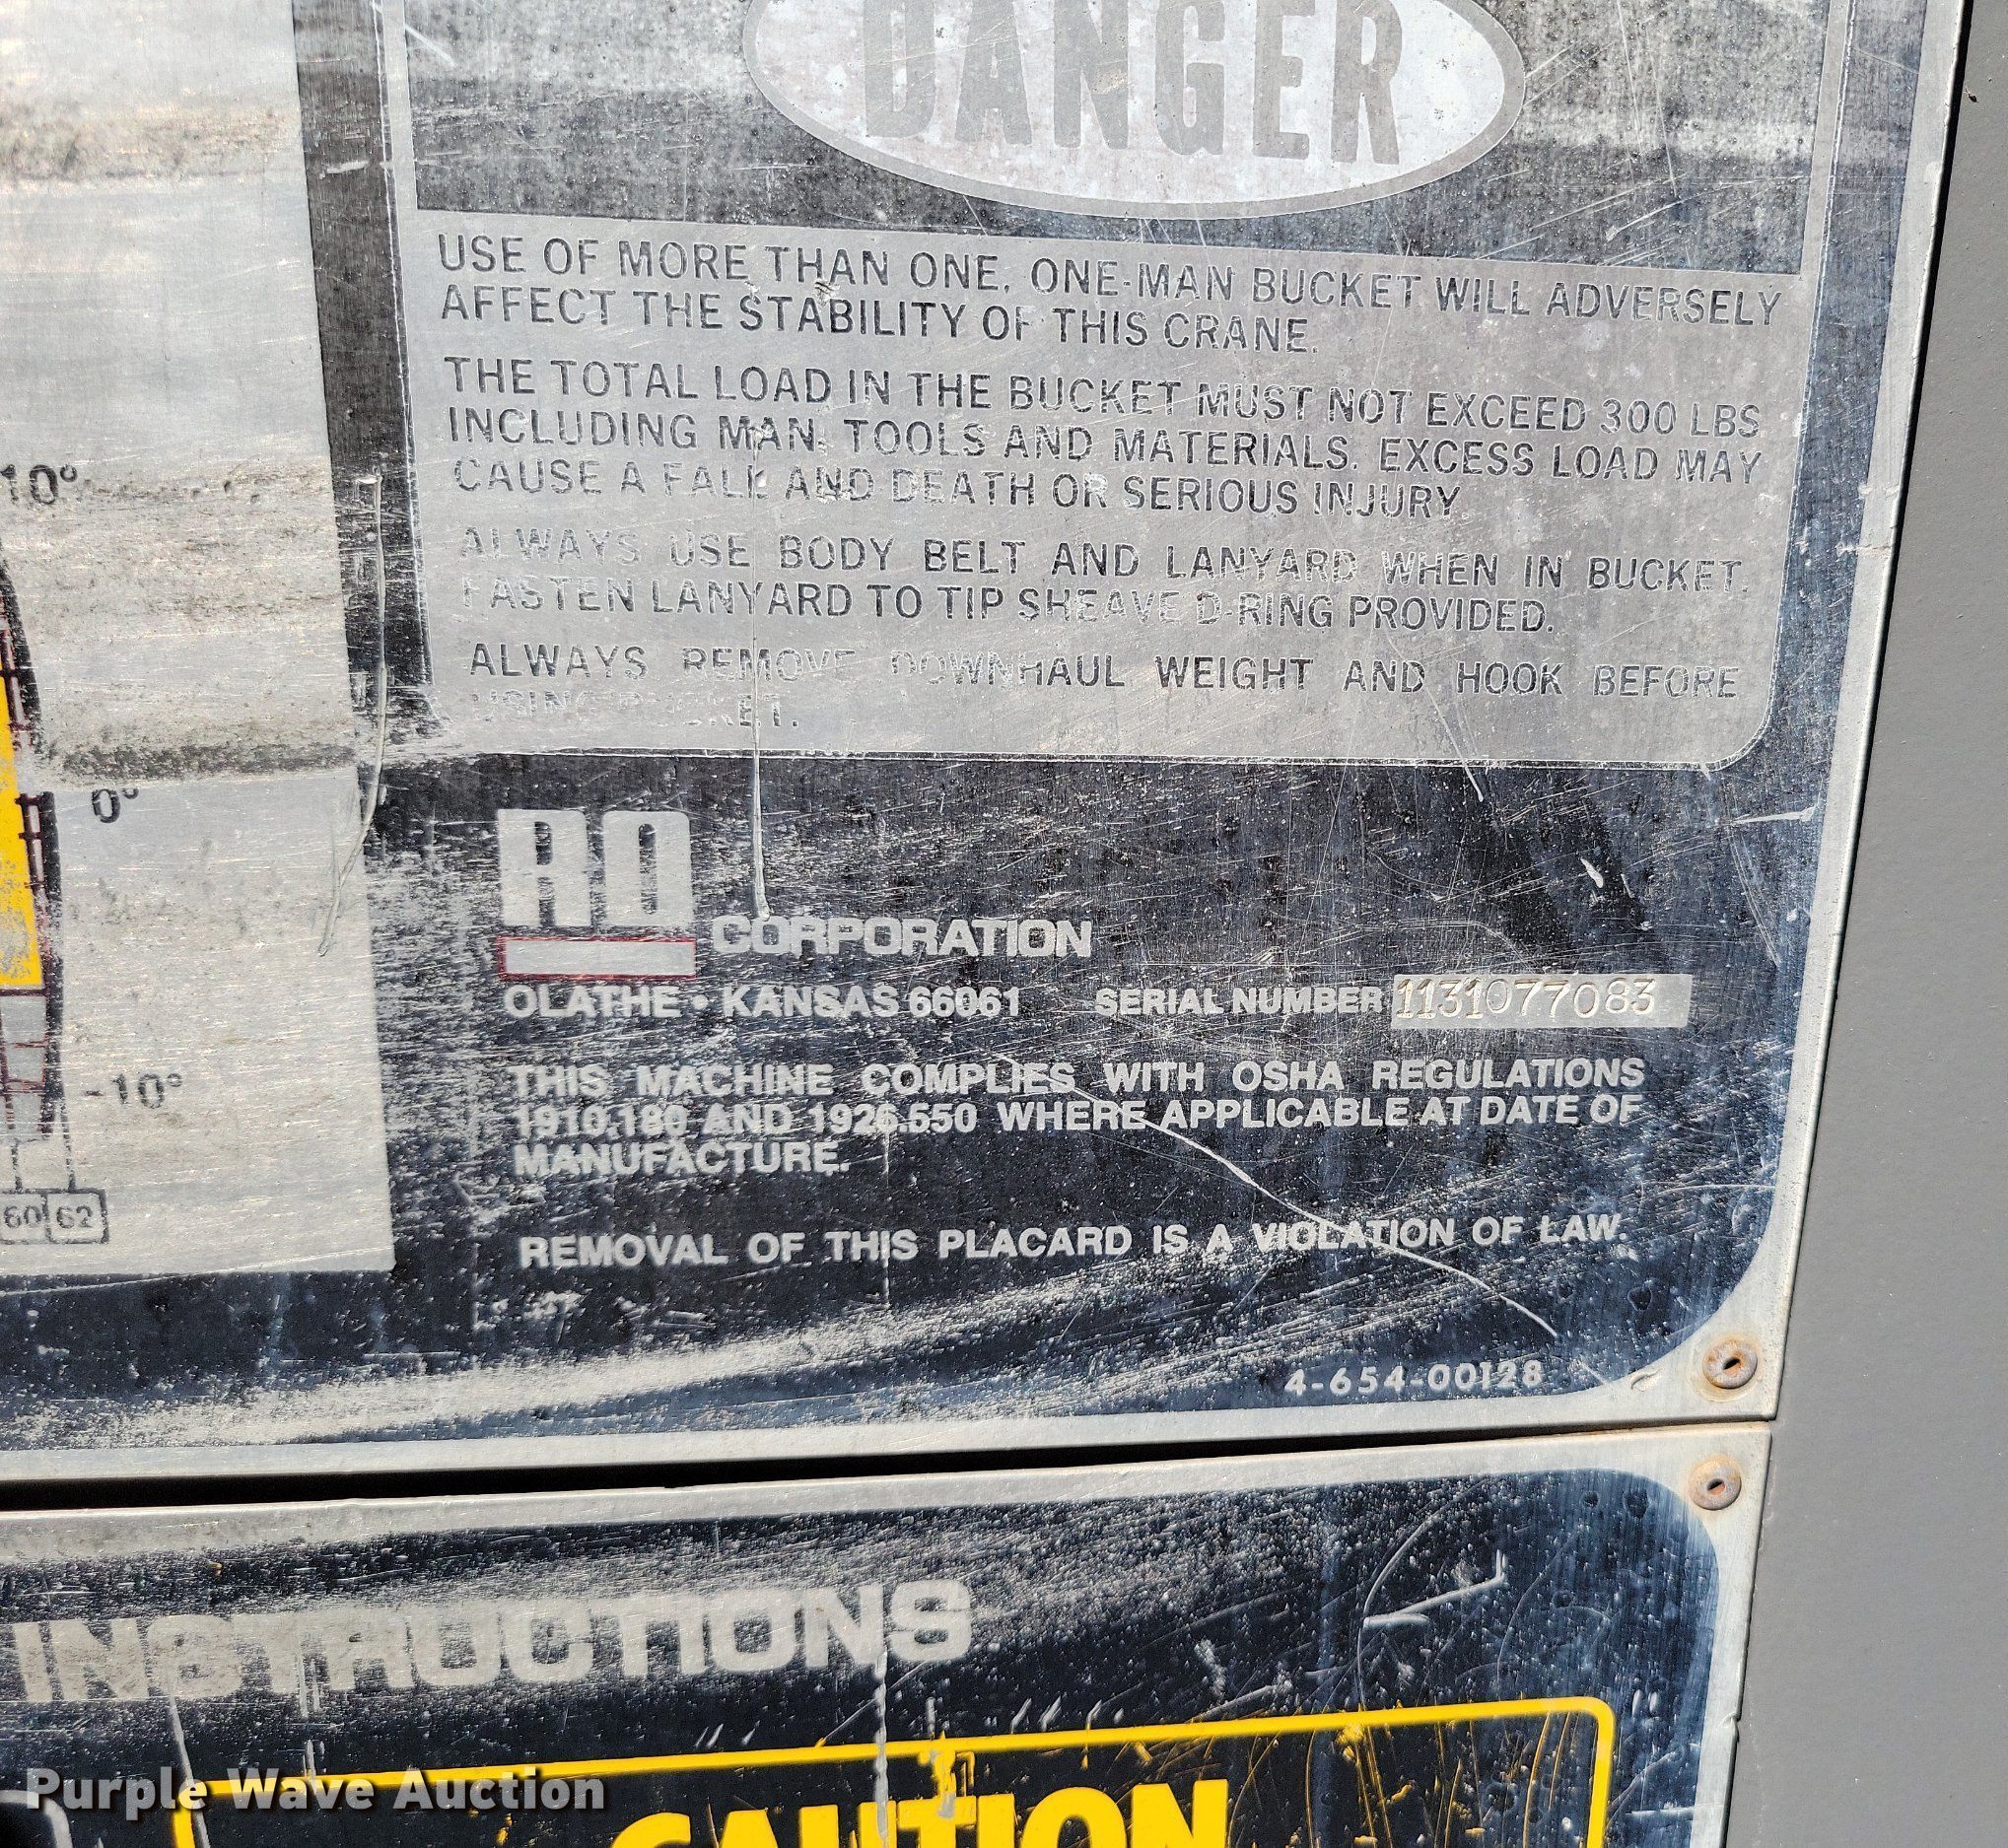 DANGER
USE OF MORE THAN ONE, ONE-MAN BUCKET WILL ADVERSELY
AFFECT THE STABILITY OF THIS CRANE.
THE TOTAL LOAD IN THE BUCKET MUST NOT EXCEED 300 LBS
INCLUDING MAN, TOOLS AND MATERIALS. EXCESS LOAD MAY
CAUSE A FALL AND DEATH OR SERIOUS INJURY.
ALWAYS USE BODY BELT AND LANYARD WHEN IN BUCKET.
FASTEN LANYARD TO TIP SHEAVE D-RING PROVIDED.
ALWAYS REMOVE DOWNHAUL WEIGHT AND HOOK BEFORE
USING BUCKET.
10°
0°
-10°
60 62
RO CORPORATION
OLATHE • KANSAS 66061 SERIAL NUMBER 1131077083
THIS MACHINE COMPLIES WITH OSHA REGULATIONS
1910.180 AND 1926.550 WHERE APPLICABLE AT DATE OF
MANUFACTURE.
REMOVAL OF THIS PLACARD IS A VIOLATION OF LAW.
4-654-00128
INSTRUCTIONS
CAUTION
Purple Wave Auction